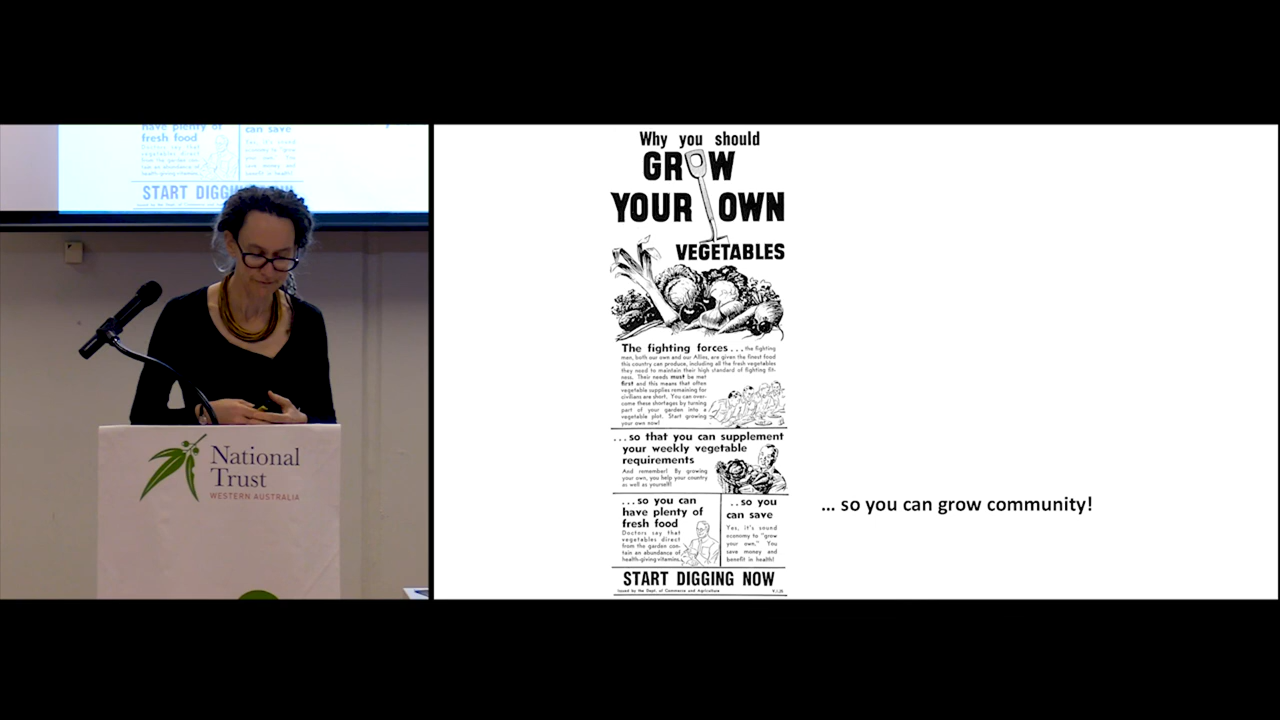 have plenty of
fresh food
can save
START DIGG
National
Trust
WESTERN AUSTRALIA
Why you should
GROW
YOUR OWN
VEGETABLES
The fighting forces . . . the fighting
men, both our own and our Allies, are given the finest food
this country can produce, including all the fresh vegetables
they need to maintain their high standard of fighting fit-
ness. Their needs must be met
first and this means that often
vegetable supplies remaining for
civilians are short. You can over-
come these shortages by turning
part of your garden into a
vegetable plot. Start growing
your own now!
. . . so that you can supplement
your weekly vegetable
requirements
And remember! By growing
your own, you help your country
as well as yourself!
. . . so you can
have plenty of
fresh food
Doctors say that
vegetables direct
from the garden con-
tain an abundance of
health-giving vitamins.
. . so you
can save
Yes, it's sound
economy to "grow
your own." You
save money and
benefit in health!
START DIGGING NOW
Issued by the Dept. of Commerce and Agriculture
... so you can grow community!